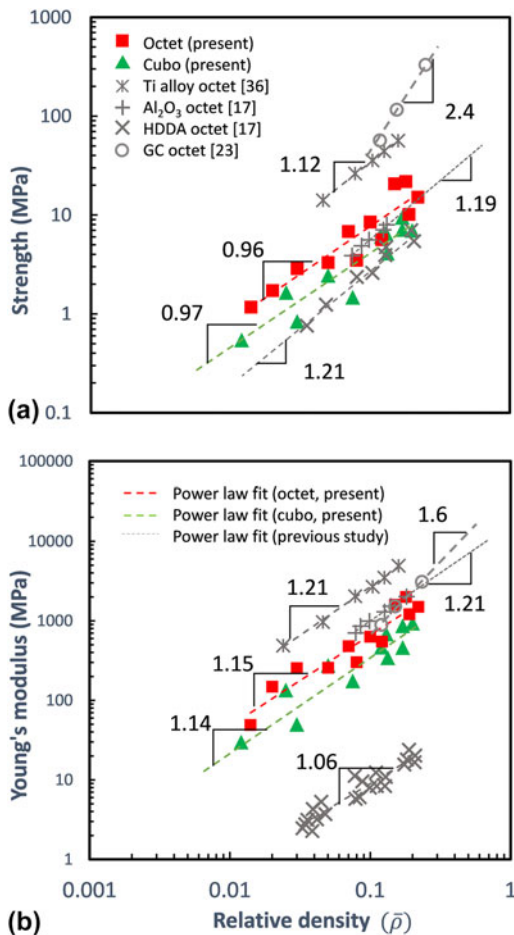 (a)
Strength (MPa)
1000
100
10
1
0.1
Octet (present)
Cubo (present)
Ti alloy octet [36]
Al₂O₃ octet [17]
HDDA octet [17]
GC octet [23]
2.4
1.12
1.19
0.96
0.97
1.21
(b)
Young's modulus (MPa)
100000
10000
1000
100
10
1
Power law fit (octet, present)
Power law fit (cubo, present)
Power law fit (previous study)
1.6
1.21
1.21
1.15
1.14
1.06
0.001
0.01
0.1
1
Relative density (ρ̄)